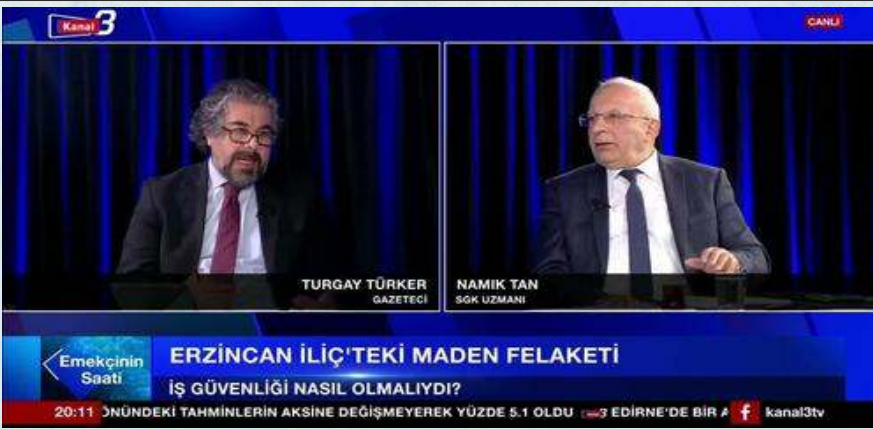 Kanal 3
CANLI
TURGAY TÜRKER
GAZETECİ
NAMIK TAN
SGK UZMANI
Emekçinin
Saati
ERZİNCAN İLİÇ'TEKİ MADEN FELAKETİ
İŞ GÜVENLİĞİ NASIL OLMALIYDI?
20:11 ÖNÜNDEKİ TAHMİNLERİN AKSİNE DEĞİŞMEYEREK YÜZDE 5.1 OLDU 3 EDİRNE'DE BİR A f kanal3tv